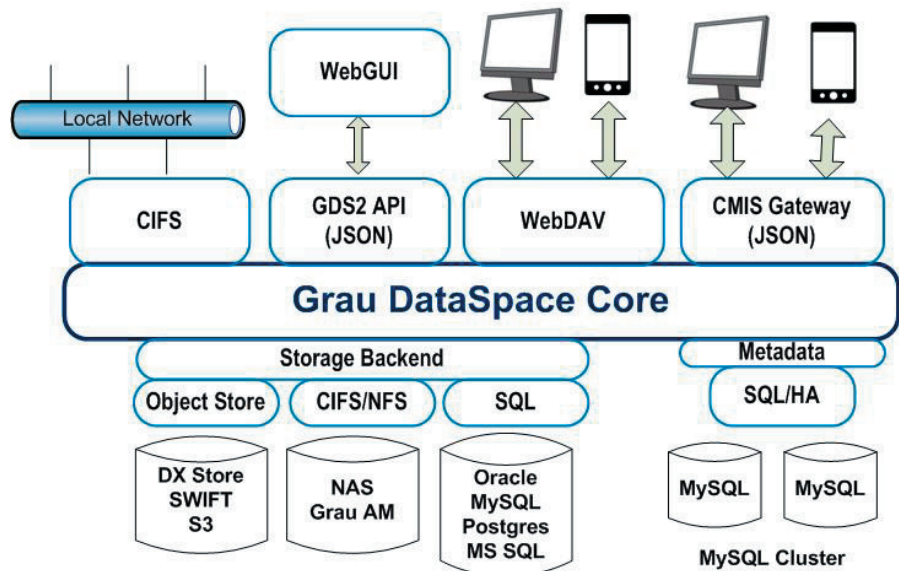 WebGUI
Local Network
CIFS
GDS2 API
(JSON)
WebDAV
CMIS Gateway
(JSON)
Grau DataSpace Core
Storage Backend
Metadata
Object Store
CIFS/NFS
SQL
SQL/HA
DX Store
SWIFT
S3
NAS
Grau AM
Oracle
MySQL
Postgres
MS SQL
MySQL
MySQL
MySQL Cluster